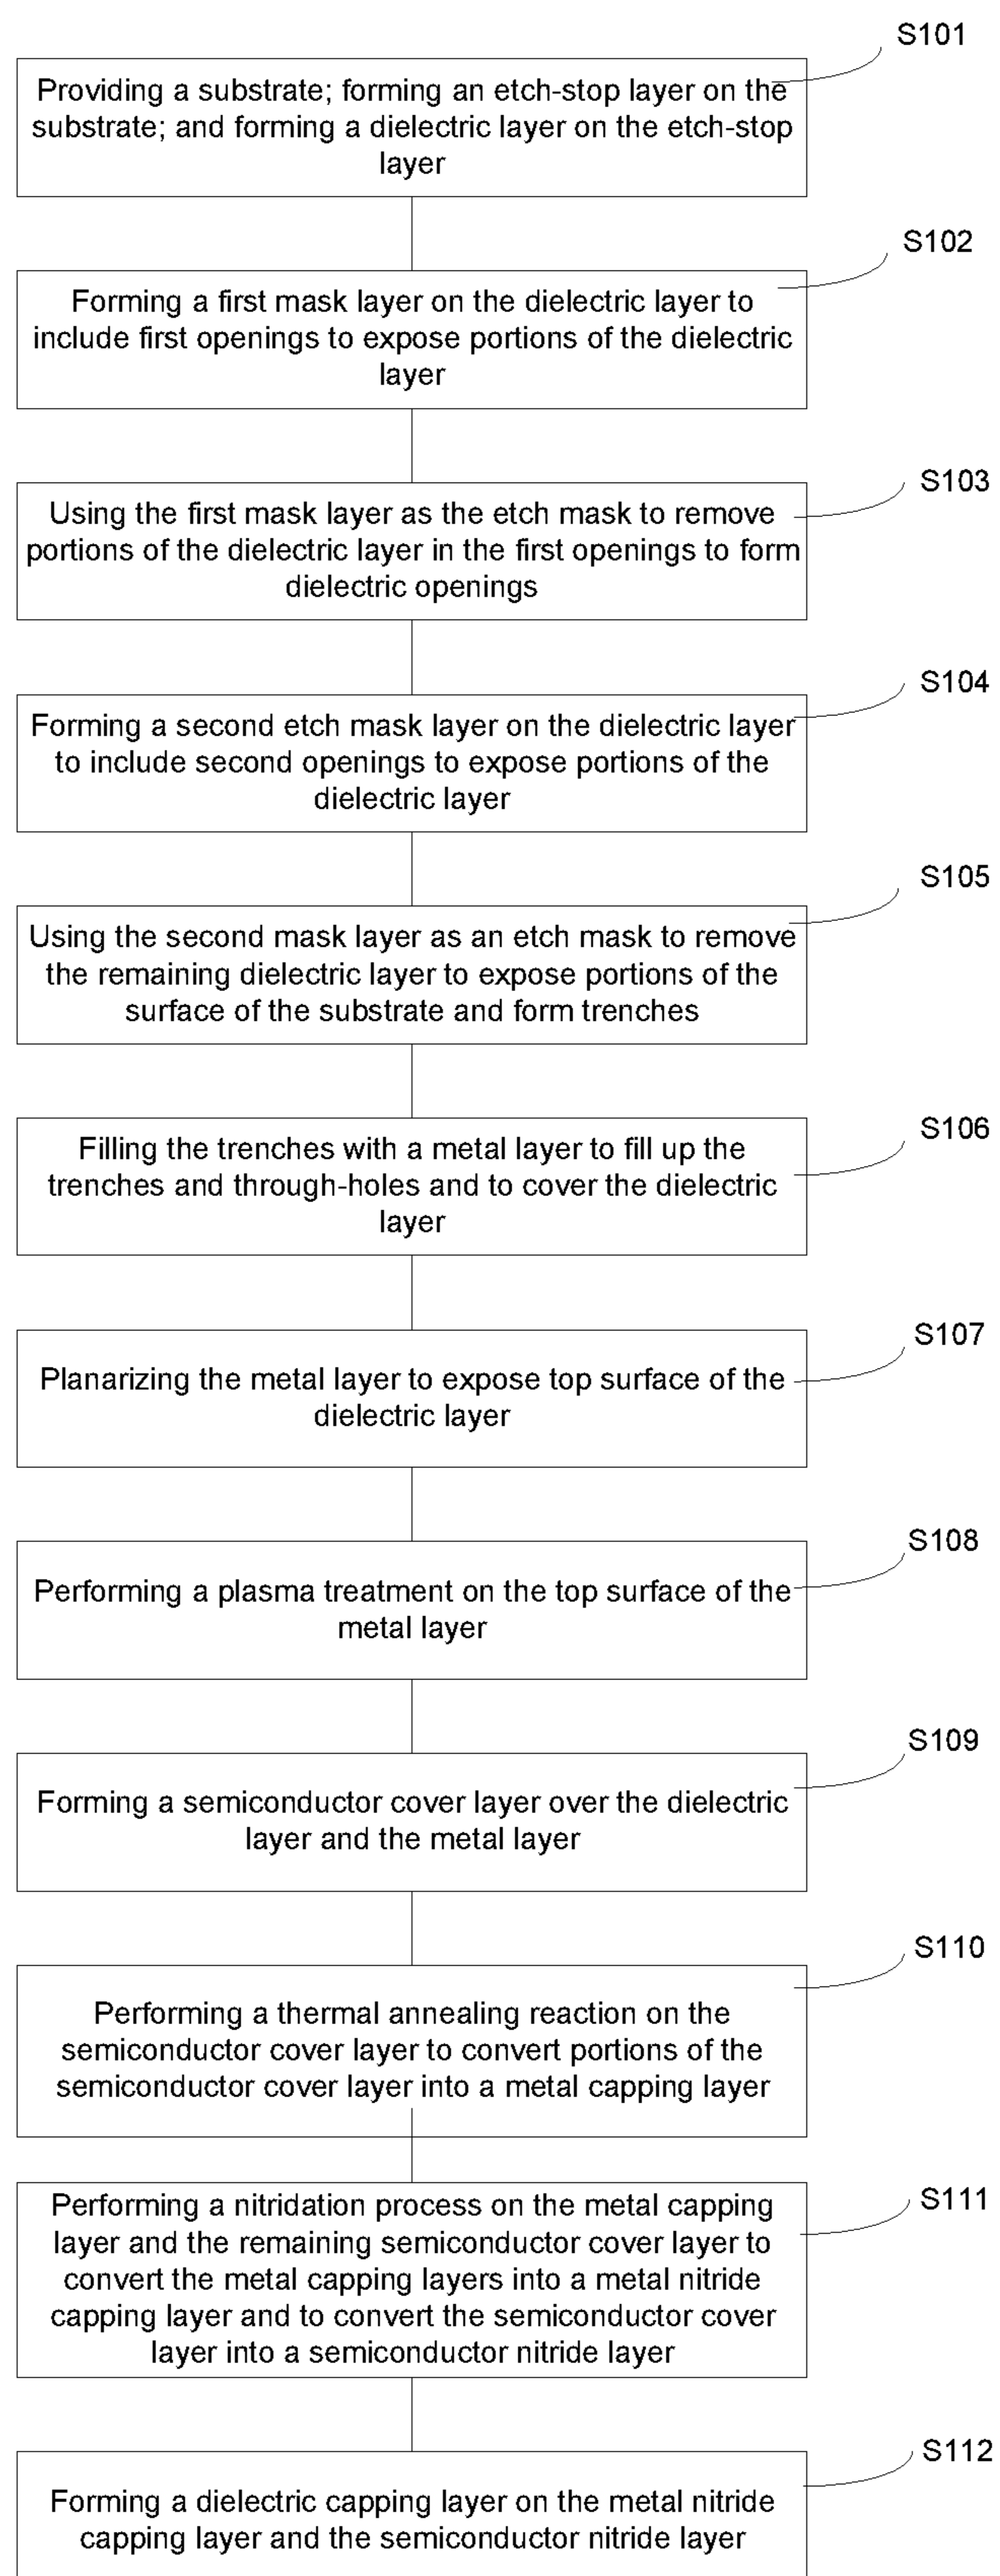 S101
Providing a substrate; forming an etch-stop layer on the
substrate; and forming a dielectric layer on the etch-stop
layer
S102
Forming a first mask layer on the dielectric layer to
include first openings to expose portions of the dielectric
layer
S103
Using the first mask layer as the etch mask to remove
portions of the dielectric layer in the first openings to form
dielectric openings
S104
Forming a second etch mask layer on the dielectric layer
to include second openings to expose portions of the
dielectric layer
S105
Using the second mask layer as an etch mask to remove
the remaining dielectric layer to expose portions of the
surface of the substrate and form trenches
S106
Filling the trenches with a metal layer to fill up the
trenches and through-holes and to cover the dielectric
layer
S107
Planarizing the metal layer to expose top surface of the
dielectric layer
S108
Performing a plasma treatment on the top surface of the
metal layer
S109
Forming a semiconductor cover layer over the dielectric
layer and the metal layer
S110
Performing a thermal annealing reaction on the
semiconductor cover layer to convert portions of the
semiconductor cover layer into a metal capping layer
S111
Performing a nitridation process on the metal capping
layer and the remaining semiconductor cover layer to
convert the metal capping layers into a metal nitride
capping layer and to convert the semiconductor cover
layer into a semiconductor nitride layer
S112
Forming a dielectric capping layer on the metal nitride
capping layer and the semiconductor nitride layer